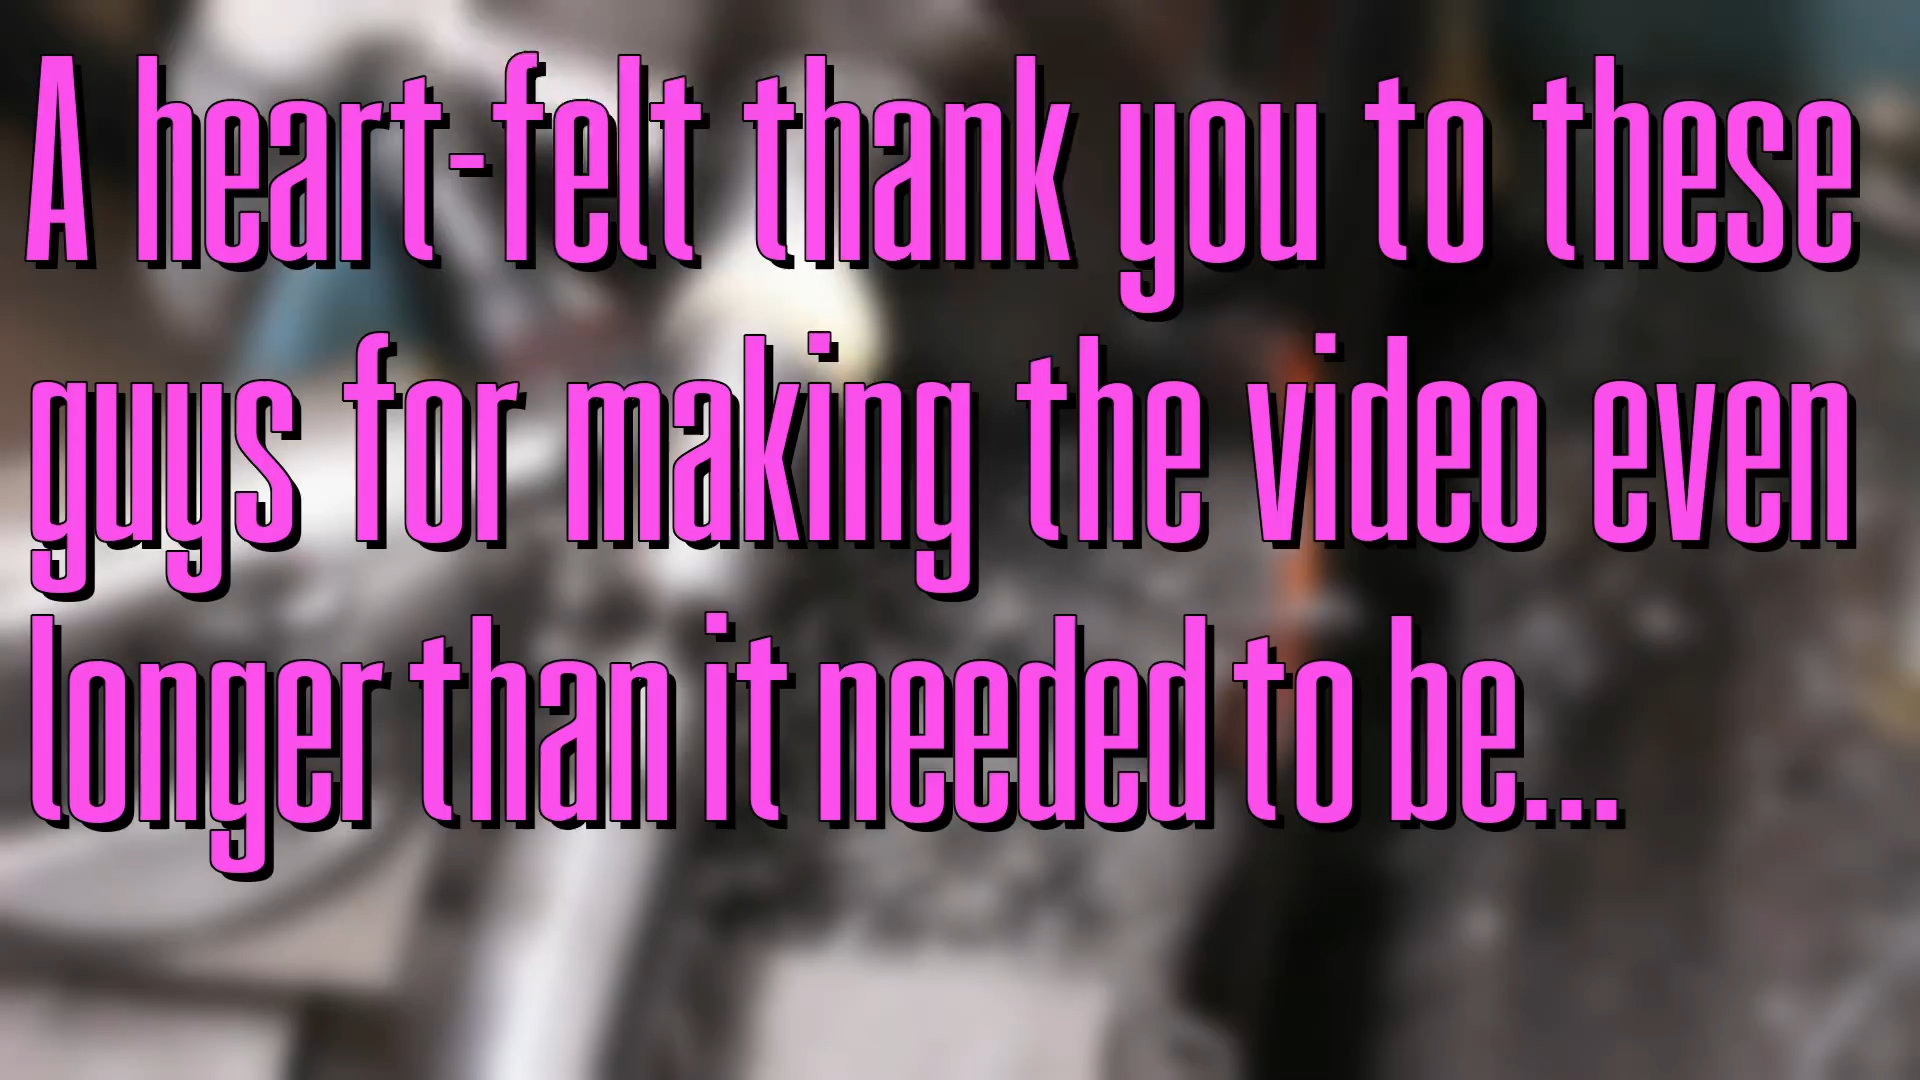 A heart-felt thank you to these
guys for making the video even
longer than it needed to be...